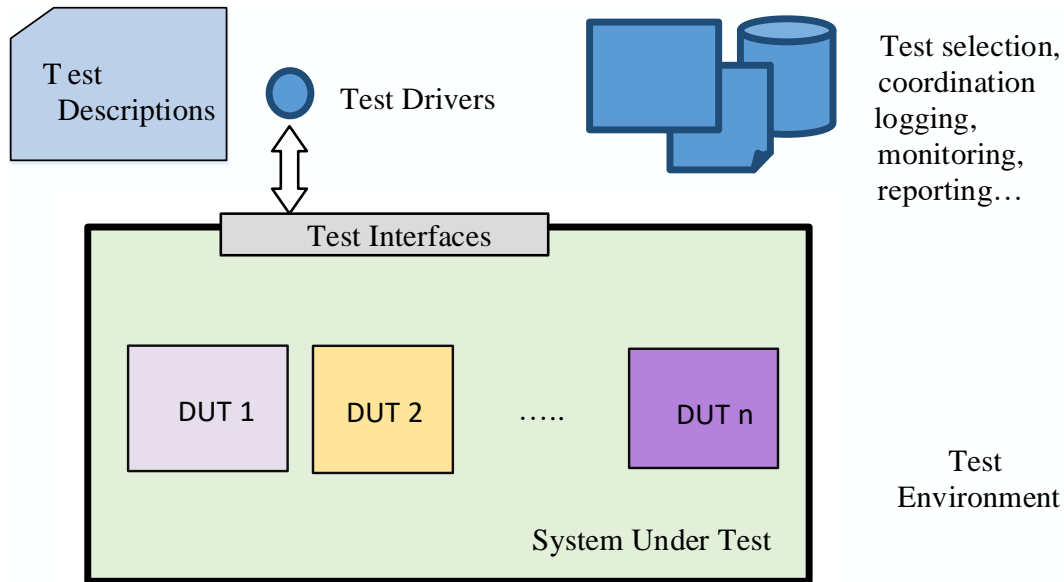 T est
Descriptions
Test Drivers
Test selection,
coordination
logging,
monitoring,
reporting…
Test Interfaces
DUT 1
DUT 2
…..
DUT n
Test
Environment
System Under Test